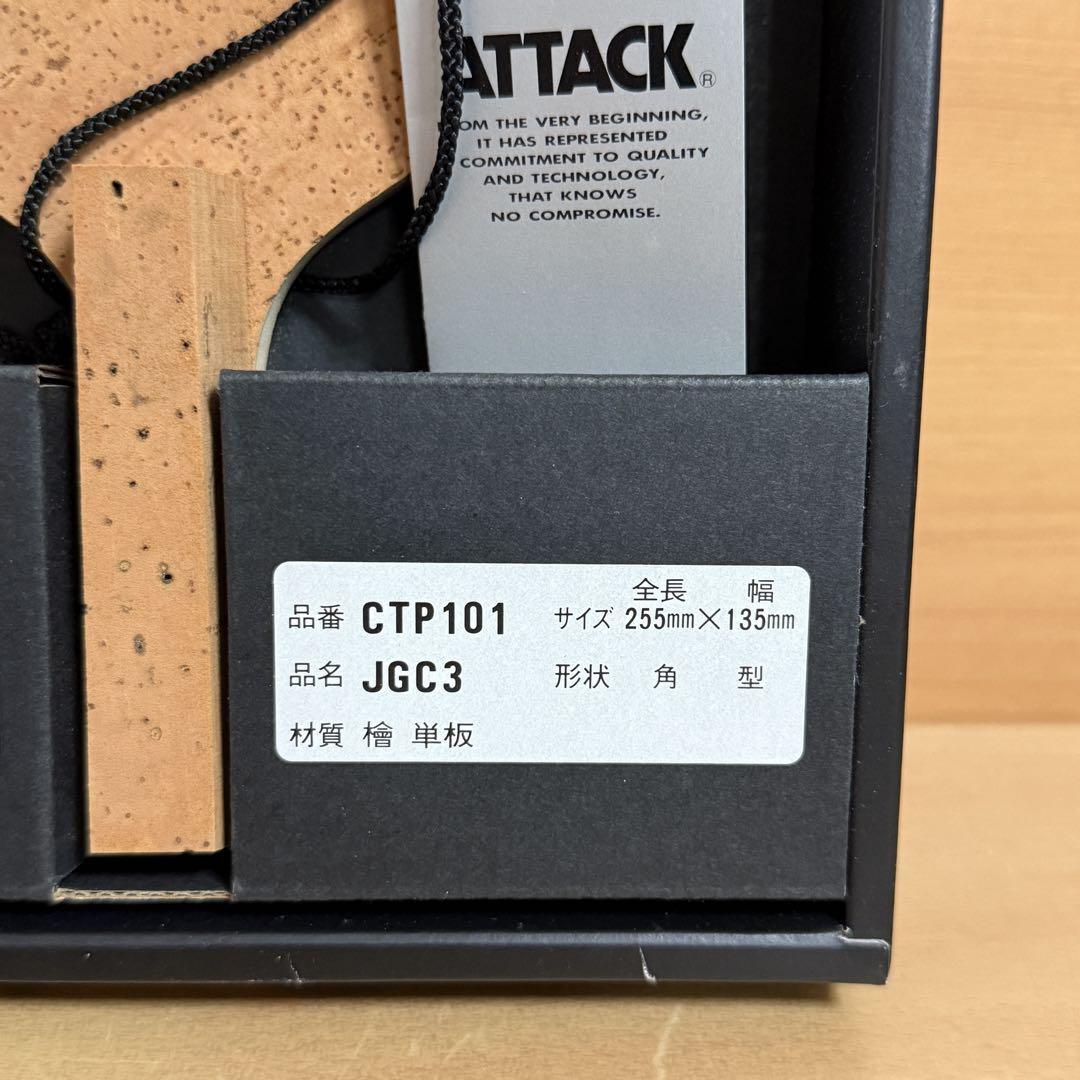 ATTACK®
OM THE VERY BEGINNING,
IT HAS REPRESENTED
COMMITMENT TO QUALITY
AND TECHNOLOGY,
THAT KNOWS
NO COMPROMISE.
全長 幅
品番 CTP101 サイズ 255mm×135mm
品名 JGC3 形状 角 型
材質 檜 単板